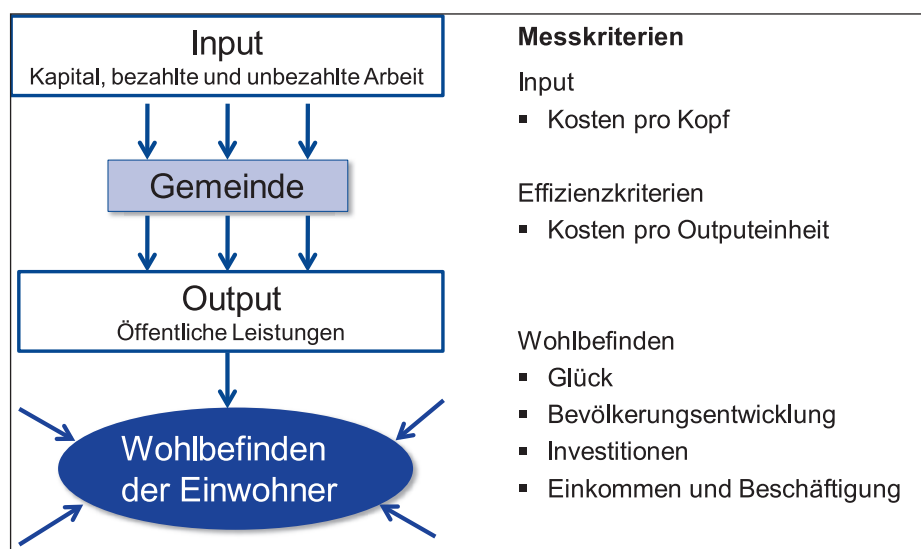 Input
Kapital, bezahlte und unbezahlte Arbeit
Gemeinde
Output
Öffentliche Leistungen
Wohlbefinden
der Einwohner
Messkriterien
Input
▪ Kosten pro Kopf
Effizienzkriterien
▪ Kosten pro Outputeinheit
Wohlbefinden
▪ Glück
▪ Bevölkerungsentwicklung
▪ Investitionen
▪ Einkommen und Beschäftigung